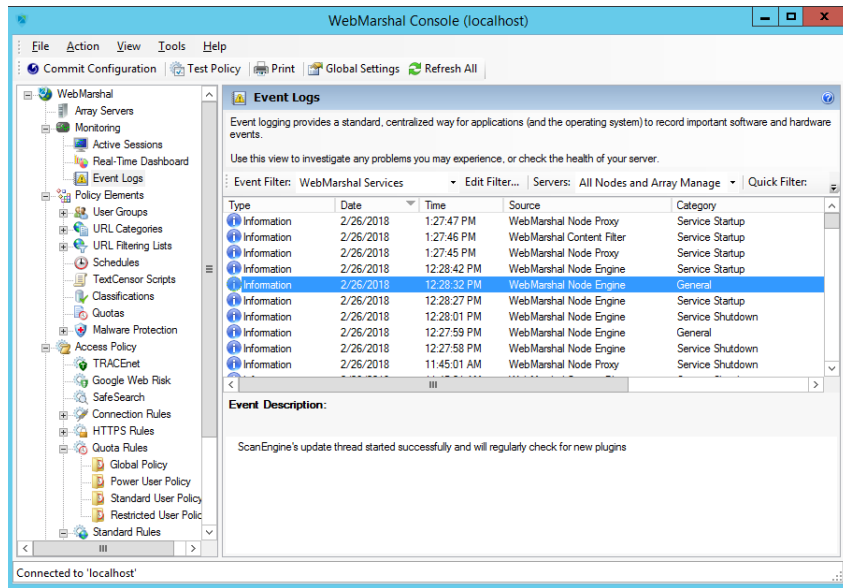 WebMarshal Console (localhost)
File Action View Tools Help
Commit Configuration Test Policy Print Global Settings Refresh All
WebMarshal
Array Servers
Monitoring
Active Sessions
Real-Time Dashboard
Event Logs
Policy Elements
User Groups
URL Categories
URL Filtering Lists
Schedules
TextCensor Scripts
Classifications
Quotas
Malware Protection
Access Policy
TRACEnet
Google Web Risk
SafeSearch
Connection Rules
HTTPS Rules
Quota Rules
Global Policy
Power User Policy
Standard User Policy
Restricted User Polic
Standard Rules
Event Logs
Event logging provides a standard, centralized way for applications (and the operating system) to record important software and hardware
events.
Use this view to investigate any problems you may experience, or check the health of your server.
Event Filter: WebMarshal Services Edit Filter... Servers: All Nodes and Array Manage Quick Filter:
Type Date Time Source Category
Information 2/26/2018 1:27:47 PM WebMarshal Node Proxy Service Startup
Information 2/26/2018 1:27:46 PM WebMarshal Content Filter Service Startup
Information 2/26/2018 1:27:45 PM WebMarshal Node Proxy Service Startup
Information 2/26/2018 12:28:42 PM WebMarshal Node Engine Service Startup
Information 2/26/2018 12:28:32 PM WebMarshal Node Engine General
Information 2/26/2018 12:28:27 PM WebMarshal Node Engine Service Startup
Information 2/26/2018 12:28:01 PM WebMarshal Node Engine Service Shutdown
Information 2/26/2018 12:27:59 PM WebMarshal Node Engine General
Information 2/26/2018 12:27:58 PM WebMarshal Node Engine Service Shutdown
Information 2/26/2018 11:45:01 AM WebMarshal Node Proxy Service Shutdown
Event Description:
ScanEngine's update thread started successfully and will regularly check for new plugins
Connected to 'localhost'